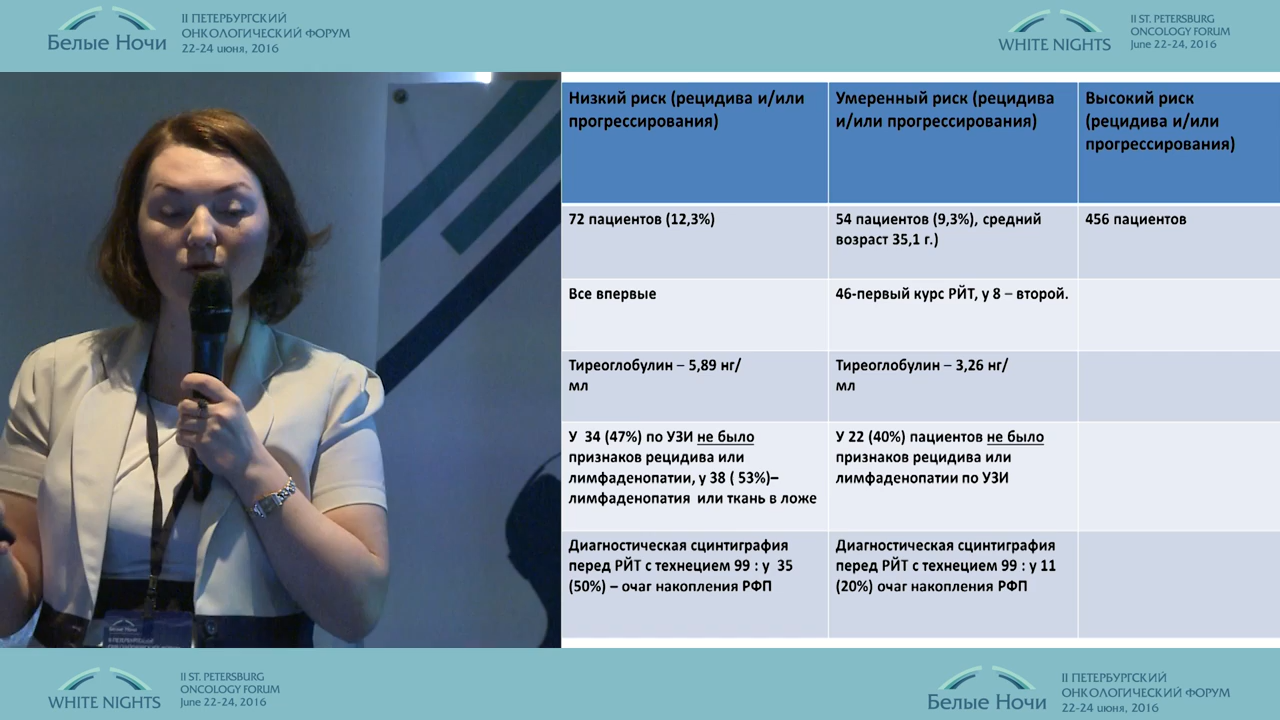 Белые Ночи
II ПЕТЕРБУРГСКИЙ
ОНКОЛОГИЧЕСКИЙ ФОРУМ
22-24 июня, 2016
WHITE NIGHTS
II ST. PETERSBURG
ONCOLOGY FORUM
June 22-24, 2016
Низкий риск (рецидива и/или
прогрессирования)
Умеренный риск (рецидива
и/или прогрессирования)
Высокий риск
(рецидива и/или
прогрессирования)
72 пациентов (12,3%)
54 пациентов (9,3%), средний
возраст 35,1 г.)
456 пациентов
Все впервые
46-первый курс РЙТ, у 8 – второй.
Тиреоглобулин – 5,89 нг/
мл
Тиреоглобулин – 3,26 нг/
мл
У 34 (47%) по УЗИ не было
признаков рецидива или
лимфаденопатии, у 38 ( 53%)–
лимфаденопатия или ткань в ложе
У 22 (40%) пациентов не было
признаков рецидива или
лимфаденопатии по УЗИ
Диагностическая сцинтиграфия
перед РЙТ с технецием 99 : у 35
(50%) – очаг накопления РФП
Диагностическая сцинтиграфия
перед РЙТ с технецием 99 : у 11
(20%) очаг накопления РФП
Белые Ночи
WHITE NIGHTS
II ST. PETERSBURG
ONCOLOGY FORUM
June 22-24, 2016
Белые Ночи
II ПЕТЕРБУРГСКИЙ
ОНКОЛОГИЧЕСКИЙ ФОРУМ
22-24 июня, 2016